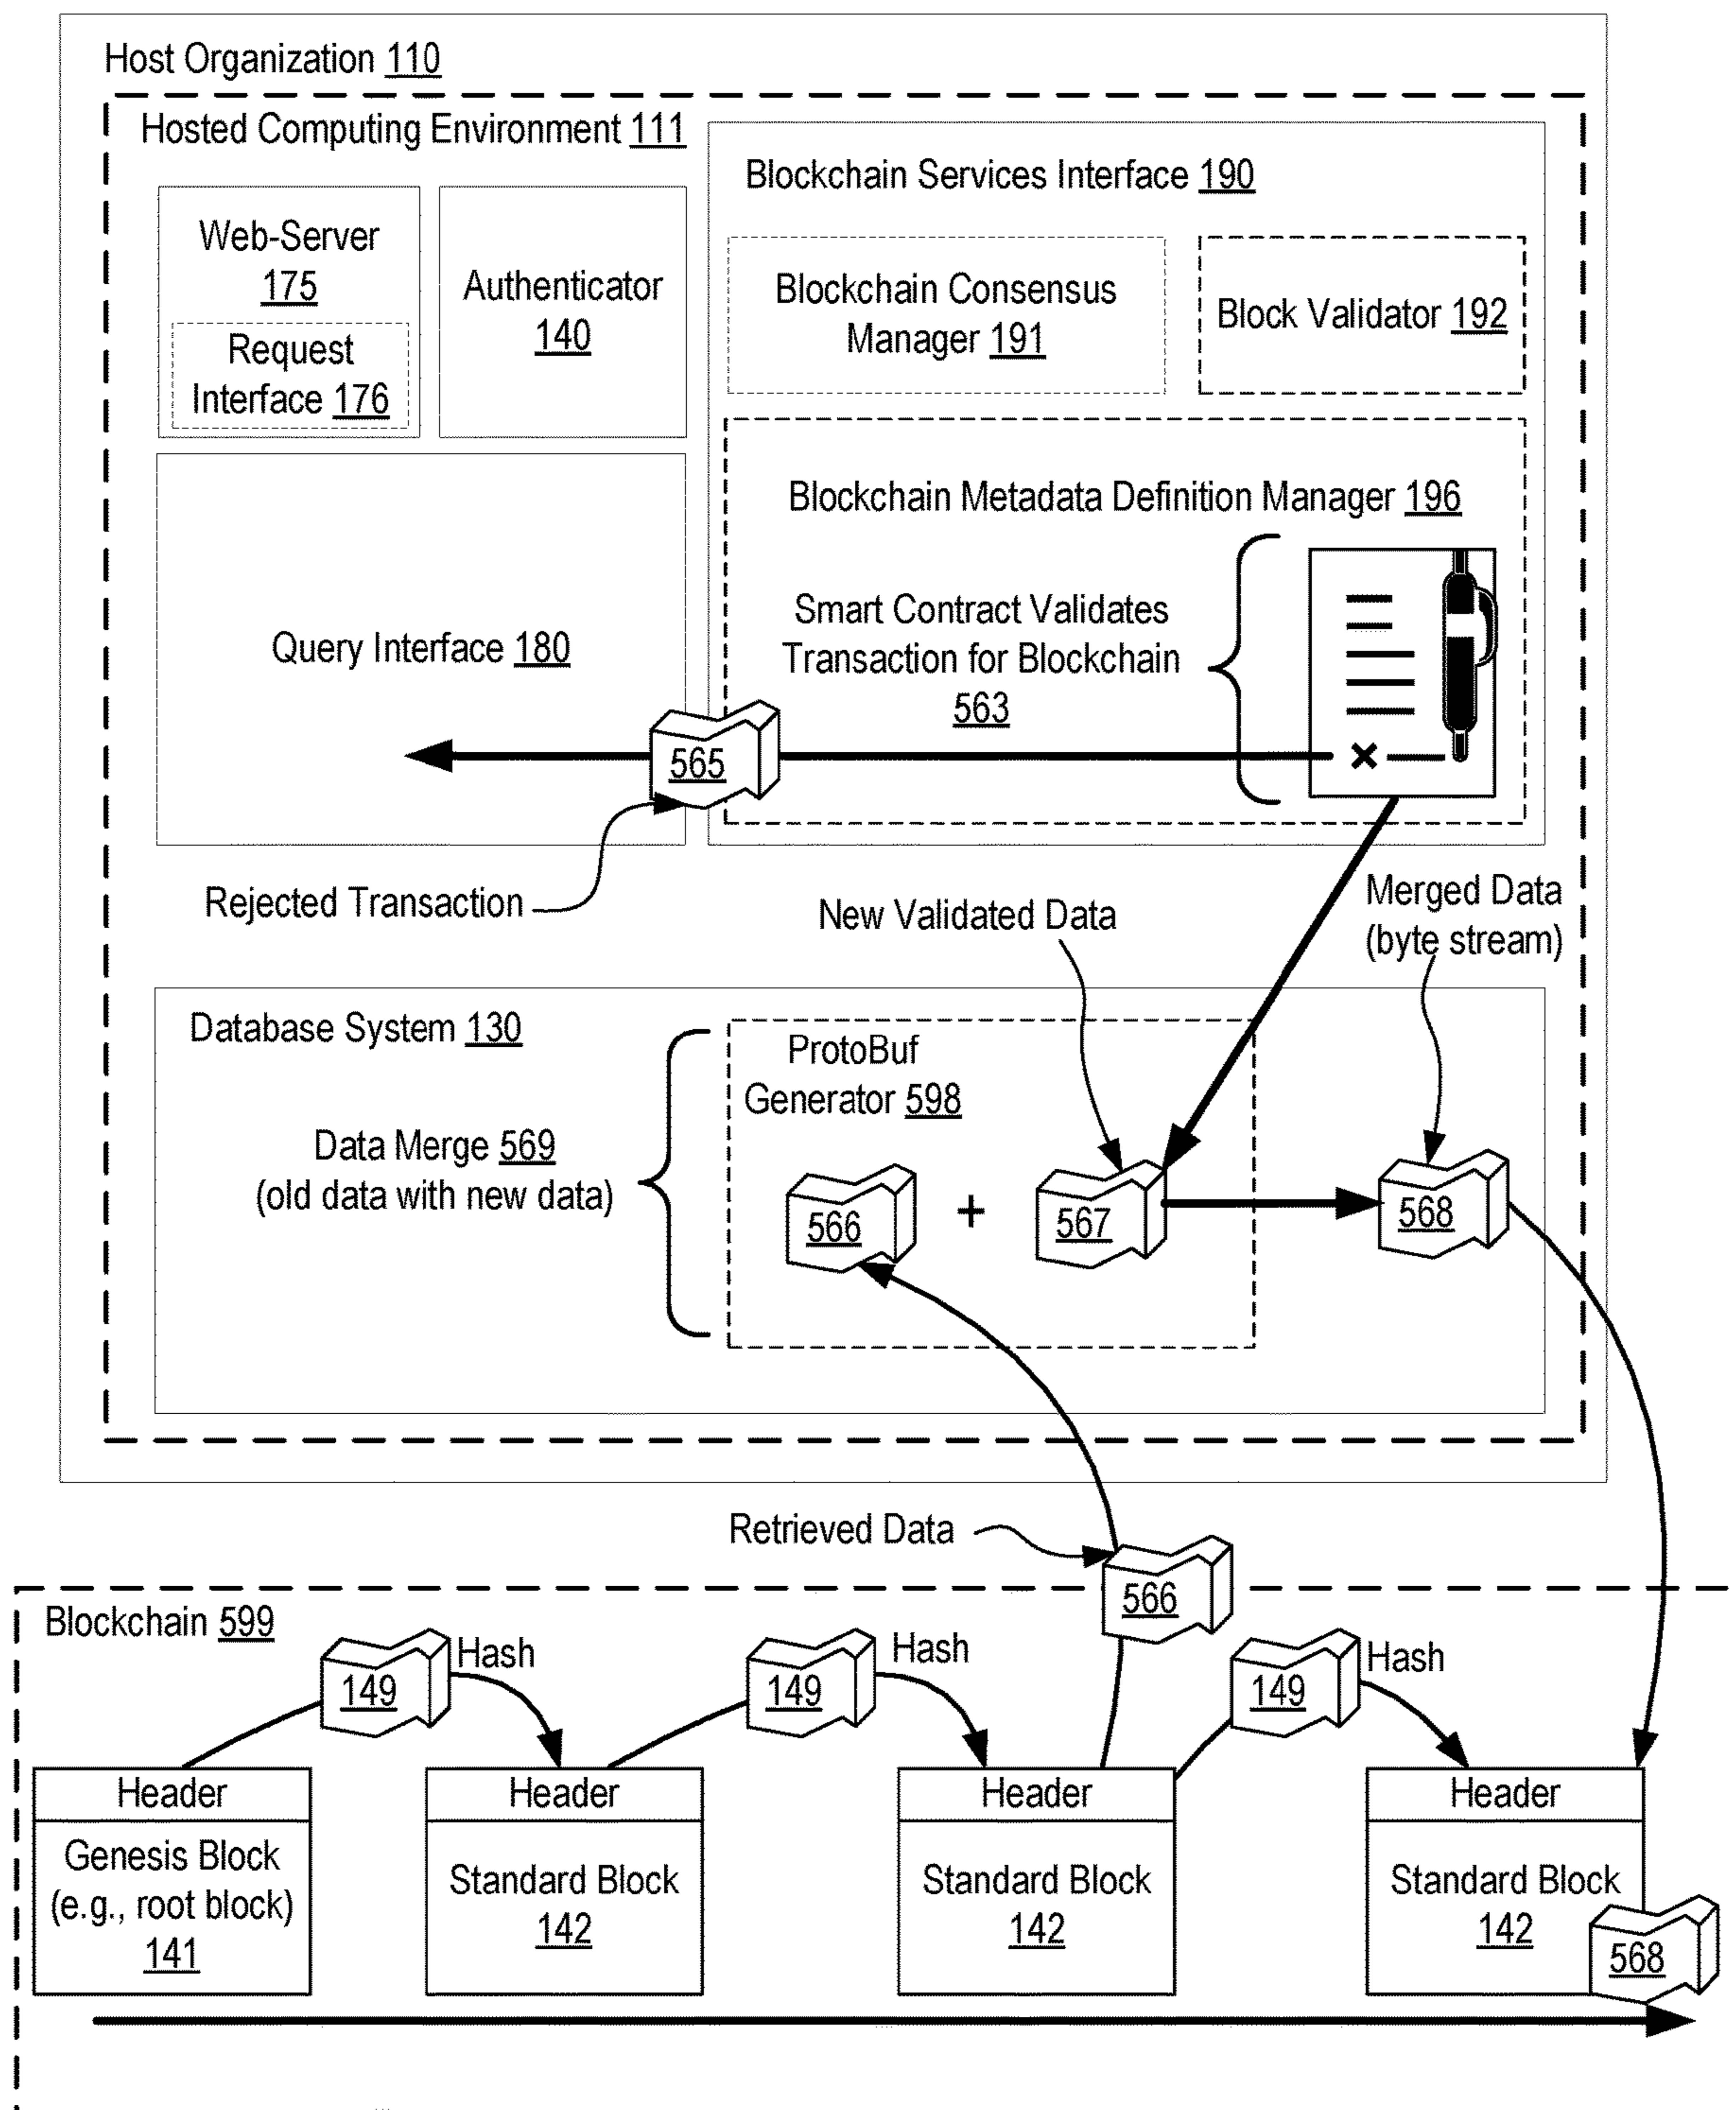 Host Organization 110
Hosted Computing Environment 111
Web-Server
175
Request
Interface 176
Authenticator
140
Blockchain Services Interface 190
Blockchain Consensus
Manager 191
Block Validator 192
Query Interface 180
Blockchain Metadata Definition Manager 196
Smart Contract Validates
Transaction for Blockchain
563
565
Rejected Transaction
New Validated Data
Merged Data
(byte stream)
Database System 130
Data Merge 569
(old data with new data)
ProtoBuf
Generator 598
566
+
567
568
Retrieved Data
566
Blockchain 599
149
Hash
149
Hash
149
Hash
Header
Genesis Block
(e.g., root block)
141
Header
Standard Block
142
Header
Standard Block
142
Header
Standard Block
142
568